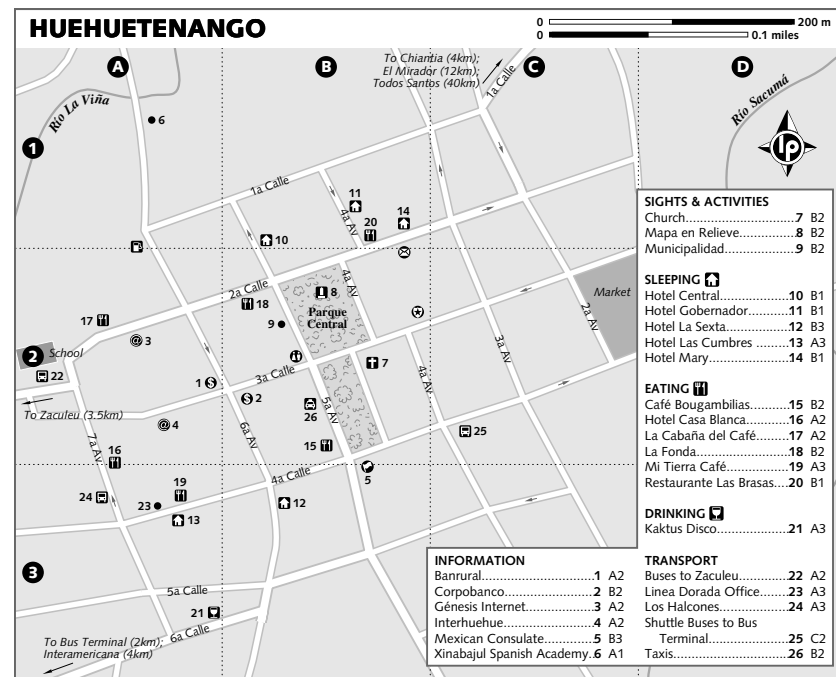 HUEHUETENANGO
0 200 m
0 0.1 miles
A
B
C
D
To Chiantla (4km);
El Mirador (12km);
Todos Santos (40km)
1a Calle
Río La Viña
Río Sacumá
6
lp
1
1a Calle
11
4a Av
20
14
10
2a Calle
4a Av
8
18
Parque
Central
9
Market
2a Av
17
3
School
2
22
3a Calle
7
3a Av
4a Av
1
2
To Zaculeu (3.5km)
5a Av
26
4
6a Av
7a Av
16
15
25
4a Calle
5
19
24
23
13
12
3
5a Calle
21
6a Calle
To Bus Terminal (2km);
Interamericana (4km)
SIGHTS & ACTIVITIES
Church.......................7 B2
Mapa en Relieve.........8 B2
Municipalidad.............9 B2
SLEEPING
Hotel Central............10 B1
Hotel Gobernador......11 B1
Hotel La Sexta...........12 B3
Hotel Las Cumbres.....13 A3
Hotel Mary................14 B1
EATING
Café Bougambilias......15 B2
Hotel Casa Blanca......16 A2
La Cabaña del Café.....17 A2
La Fonda...................18 B2
Mi Tierra Café............19 A3
Restaurante Las Brasas....20 B1
DRINKING
Kaktus Disco..............21 A3
INFORMATION
Banrural.....................1 A2
Corpobanco................2 B2
Génesis Internet..........3 A2
Interhuehue................4 A2
Mexican Consulate......5 B3
Xinabajul Spanish Academy..6 A1
TRANSPORT
Buses to Zaculeu........22 A2
Linea Dorada Office....23 A3
Los Halcones..............24 A3
Shuttle Buses to Bus
Terminal....................25 C2
Taxis.........................26 B2